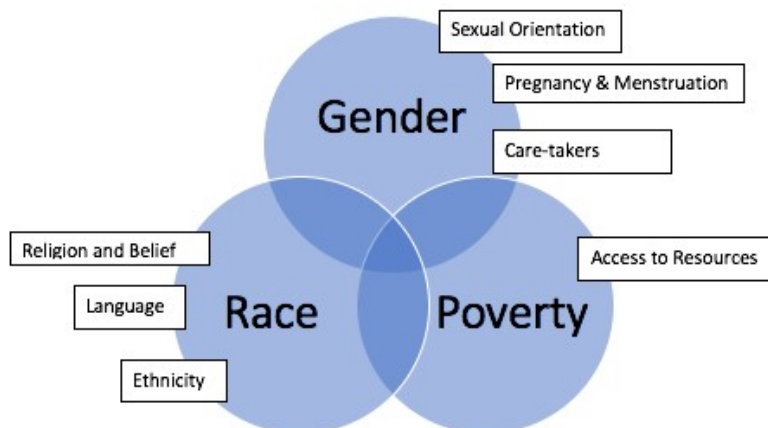 Sexual Orientation
Pregnancy & Menstruation
Gender
Care-takers
Religion and Belief
Access to Resources
Language
Race
Poverty
Ethnicity